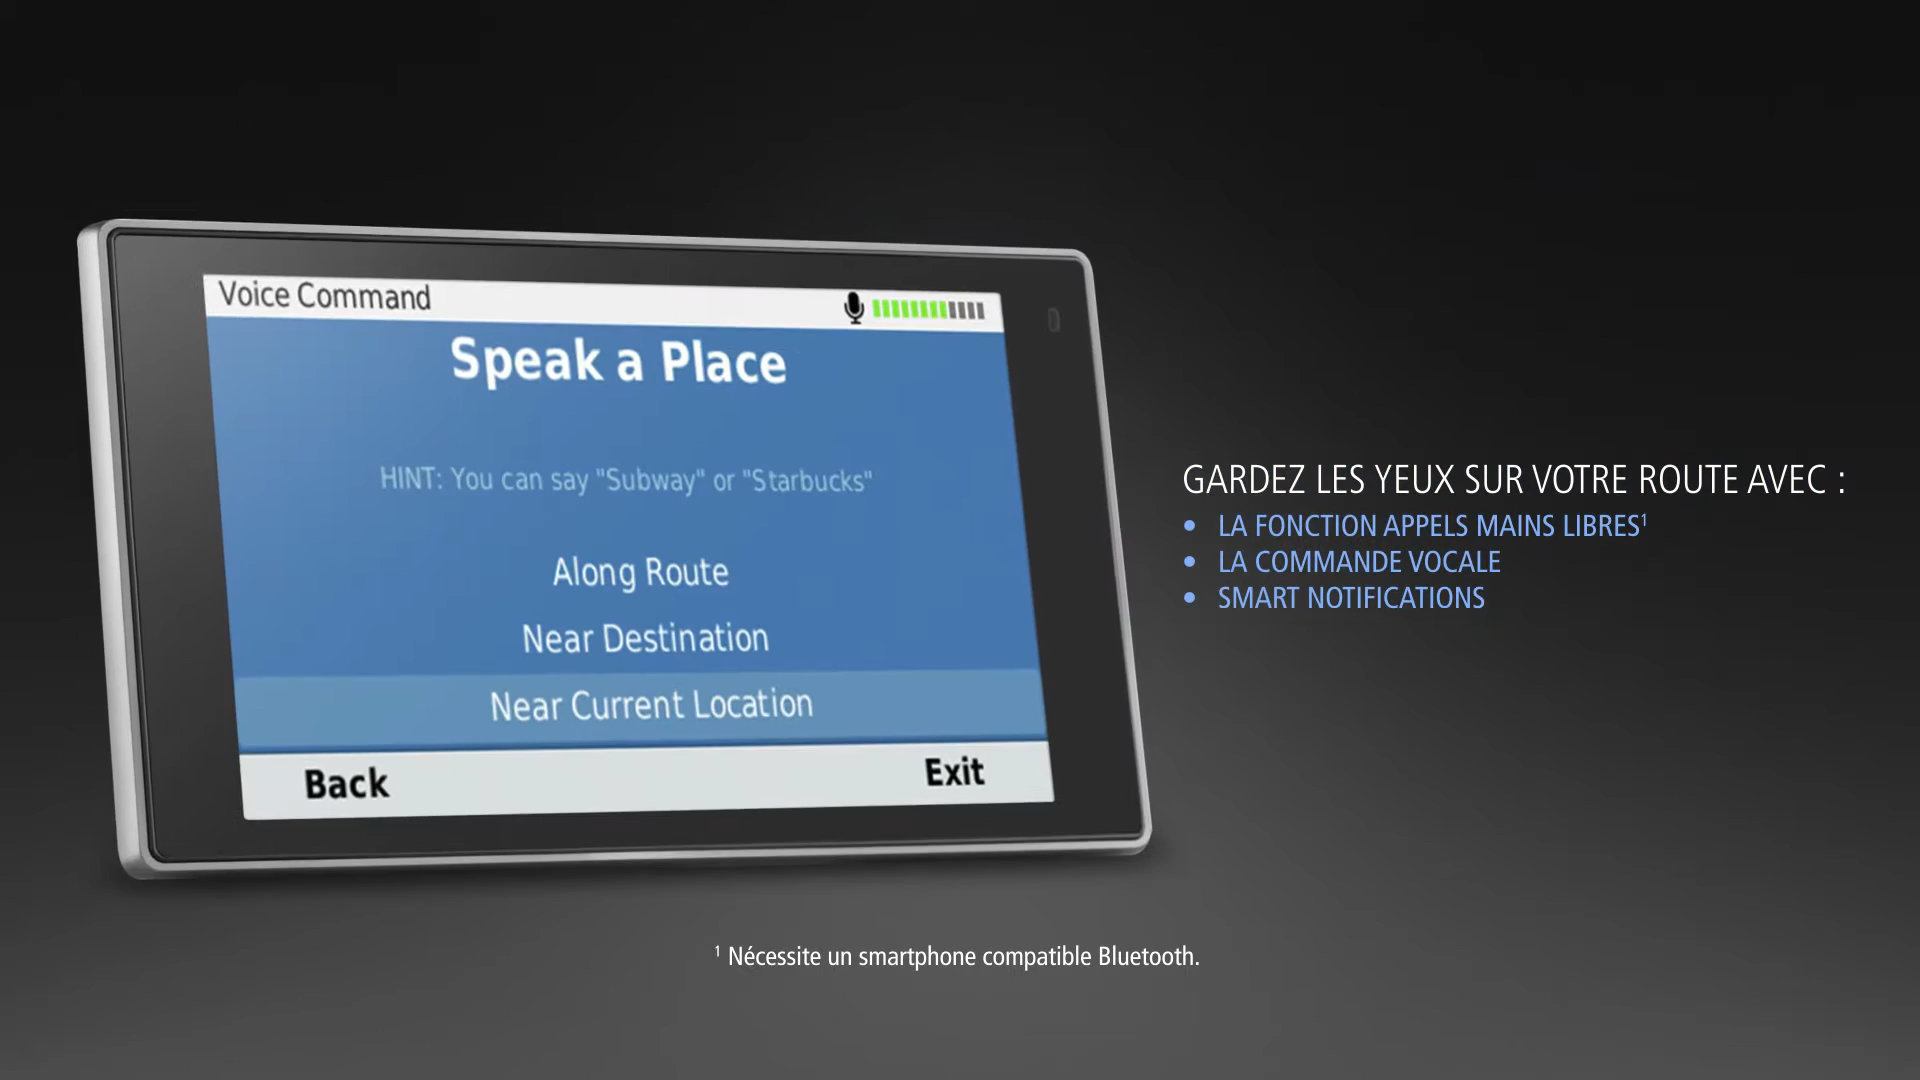 Voice Command
Speak a Place
HINT: You can say "Subway" or "Starbucks"
Along Route
Near Destination
Near Current Location
Back
Exit
GARDEZ LES YEUX SUR VOTRE ROUTE AVEC :
• LA FONCTION APPELS MAINS LIBRES¹
• LA COMMANDE VOCALE
• SMART NOTIFICATIONS
¹ Nécessite un smartphone compatible Bluetooth.